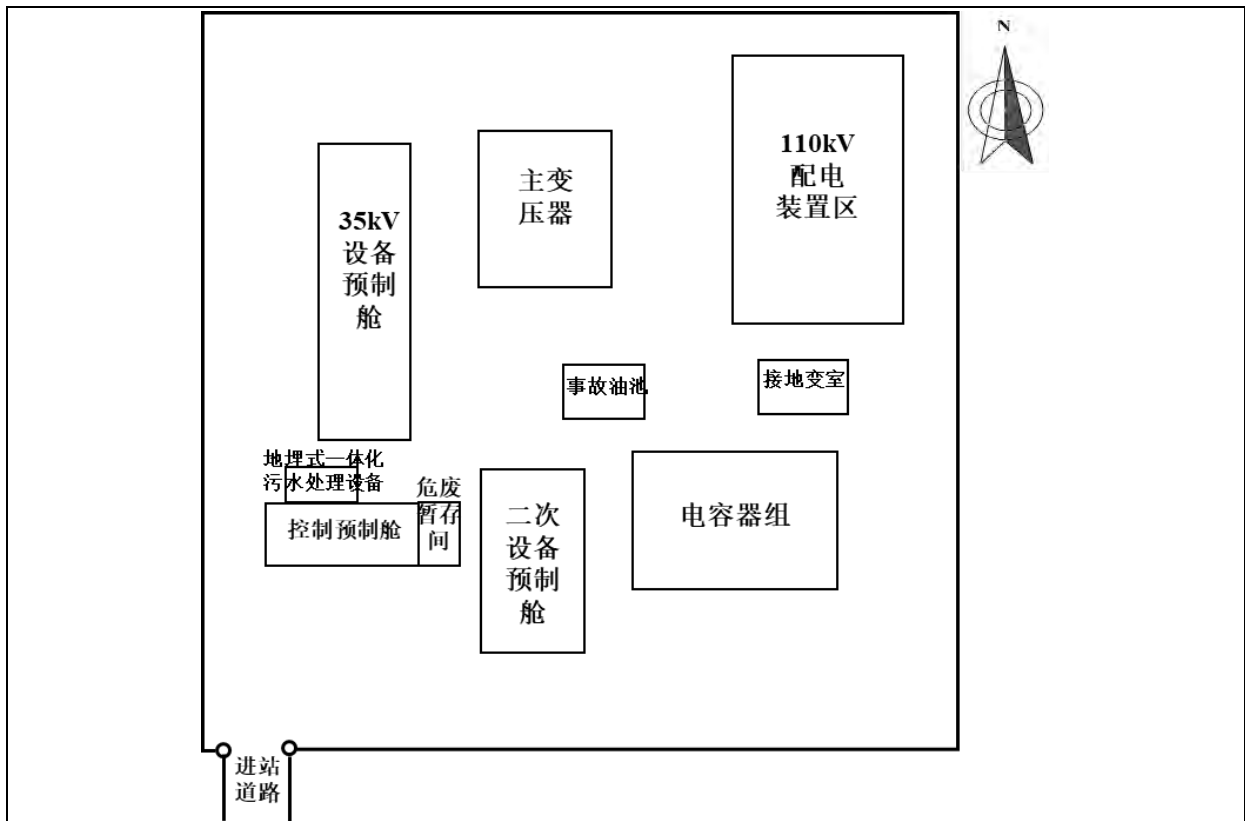 N
110kV
配电
装置区
主变
压器
35kV
设备
预制
舱
事故油池
接地变室
地埋式一体化
污水处理设备
危废
暂存
间
控制预制舱
二次
设备
预制
舱
电容器组
进站
道路